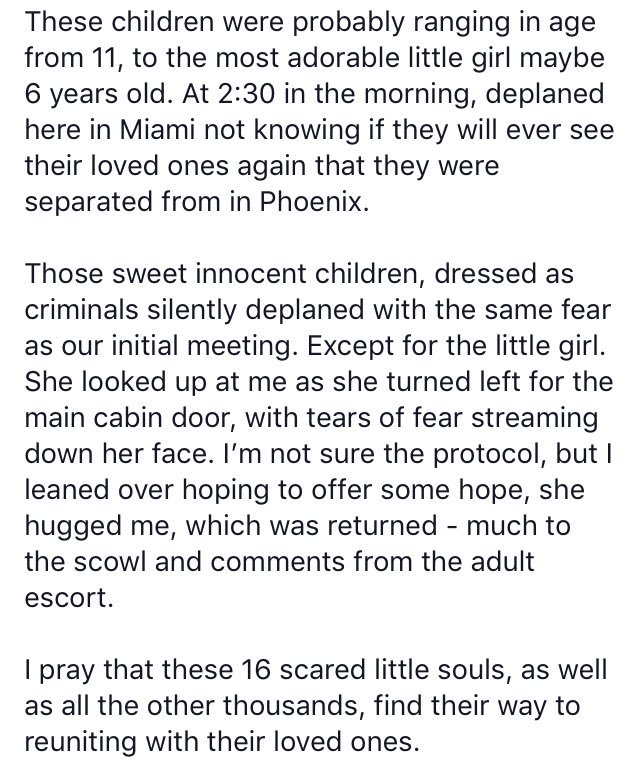 These children were probably ranging in age
from 11, to the most adorable little girl maybe
6 years old. At 2:30 in the morning, deplaned
here in Miami not knowing if they will ever see
their loved ones again that they were
separated from in Phoenix.
Those sweet innocent children, dressed as
criminals silently deplaned with the same fear
as our initial meeting. Except for the little girl.
She looked up at me as she turned left for the
main cabin door, with tears of fear streaming
down her face. I’m not sure the protocol, but I
leaned over hoping to offer some hope, she
hugged me, which was returned - much to
the scowl and comments from the adult
escort.
I pray that these 16 scared little souls, as well
as all the other thousands, find their way to
reuniting with their loved ones.